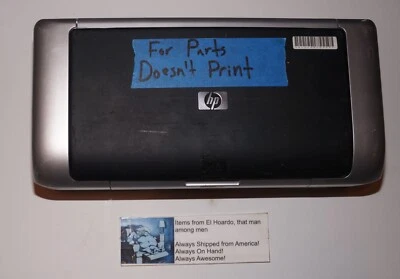 For Parts
Doesn't Print
hp
Items from El Hoardo, that man
among men
Always Shipped from America!
Always On Hand!
Always Awesome!